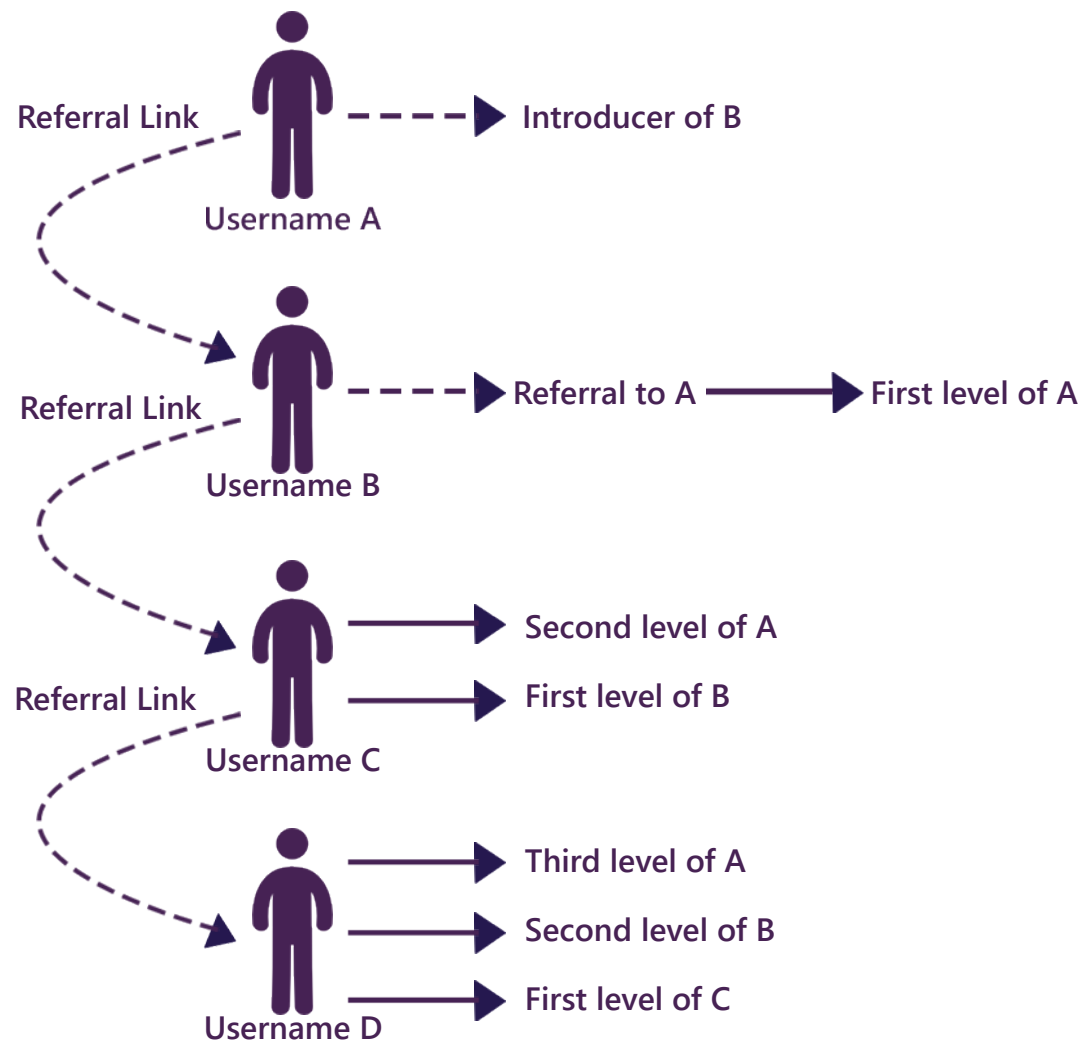 Referral Link
Introducer of B
Username A
Referral Link
Referral to A
First level of A
Username B
Second level of A
Referral Link
First level of B
Username C
Third level of A
Second level of B
First level of C
Username D